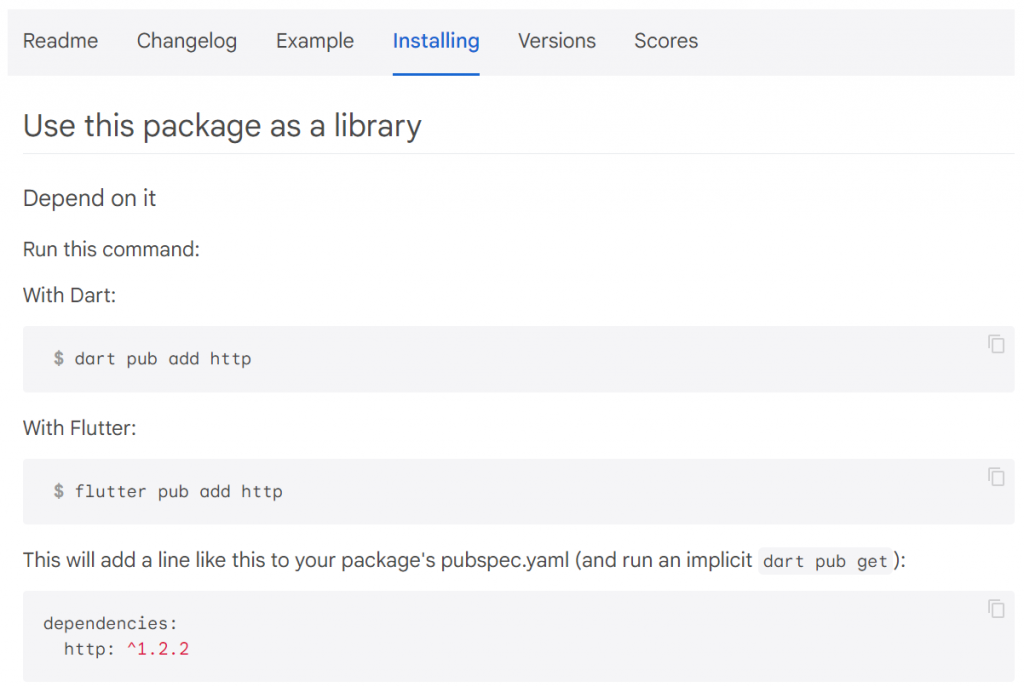 Readme Changelog Example Installing Versions Scores
Use this package as a library
Depend on it
Run this command:
With Dart:
$ dart pub add http
With Flutter:
$ flutter pub add http
This will add a line like this to your package's pubspec.yaml (and run an implicit dart pub get):
dependencies:
  http: ^1.2.2